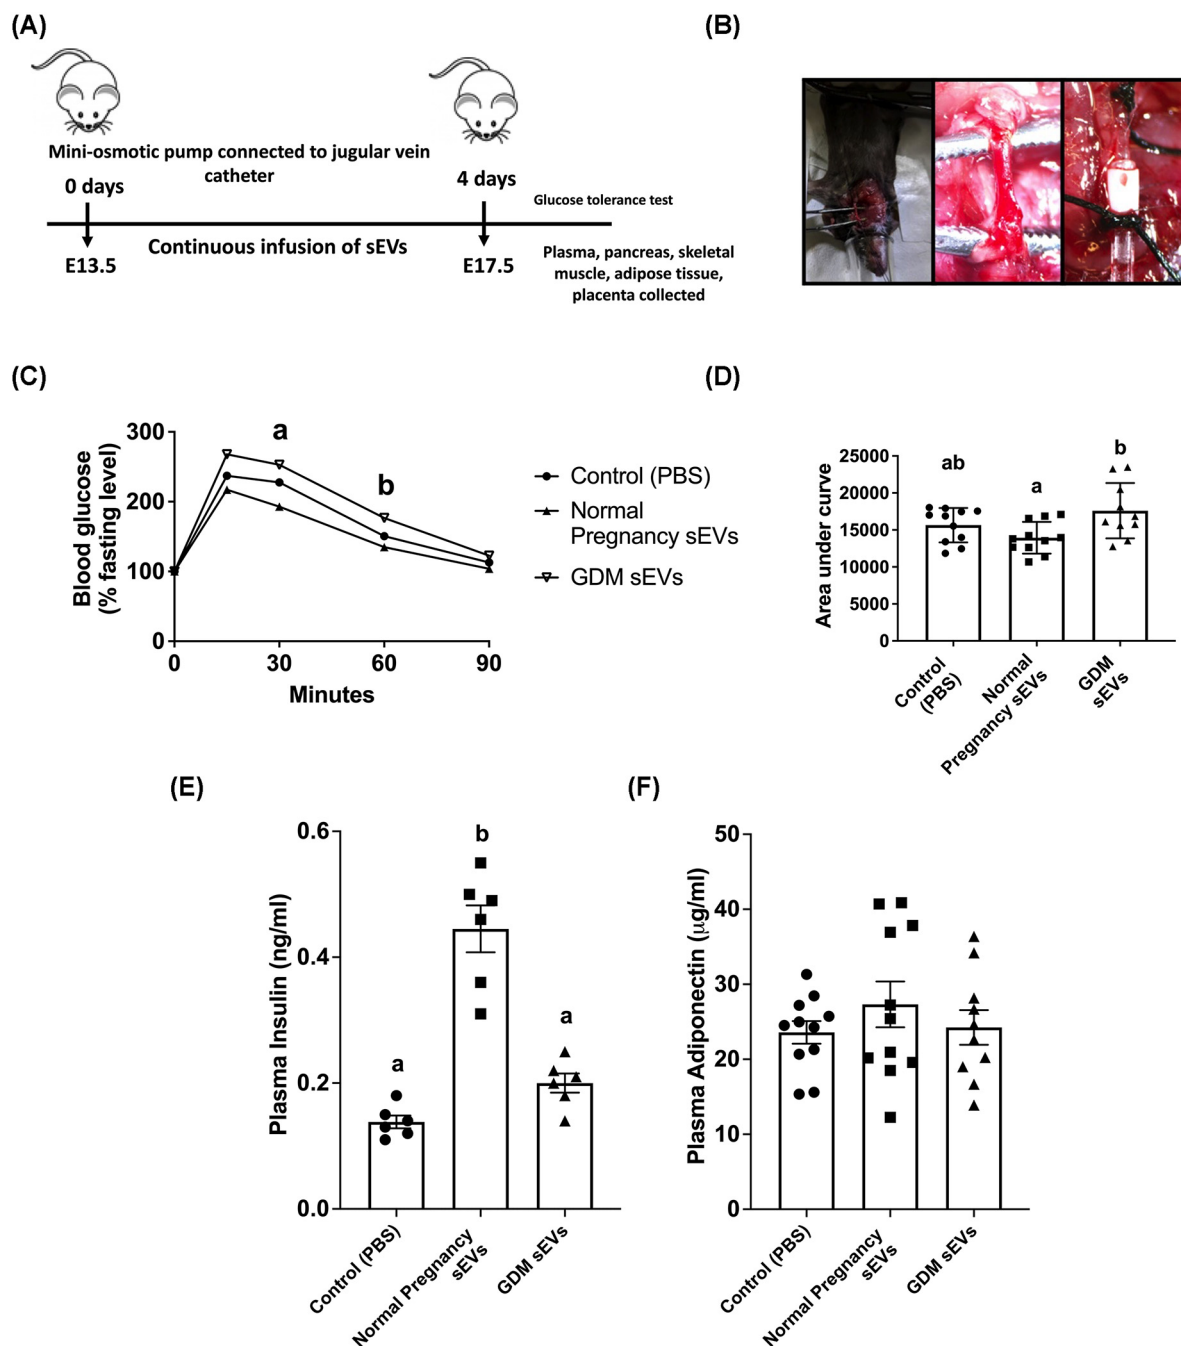 (A)
Mini-osmotic pump connected to jugular vein
catheter
0 days
4 days
Glucose tolerance test
Continuous infusion of sEVs
E13.5
E17.5
Plasma, pancreas, skeletal
muscle, adipose tissue,
placenta collected
(B)
(C)
Blood glucose
(% fasting level)
300
200
100
0
0
30
60
90
Minutes
a
b
Control (PBS)
Normal
Pregnancy sEVs
GDM sEVs
(D)
Area under curve
25000
20000
15000
10000
5000
0
ab
a
b
Control
(PBS)
Normal
Pregnancy sEVs
GDM
sEVs
(E)
Plasma Insulin (ng/ml)
0.6
0.4
0.2
0.0
a
b
a
Control (PBS)
Normal Pregnancy
sEVs
GDM sEVs
(F)
Plasma Adiponectin (μg/ml)
50
40
30
20
10
0
Control (PBS)
Normal Pregnancy
sEVs
GDM sEVs